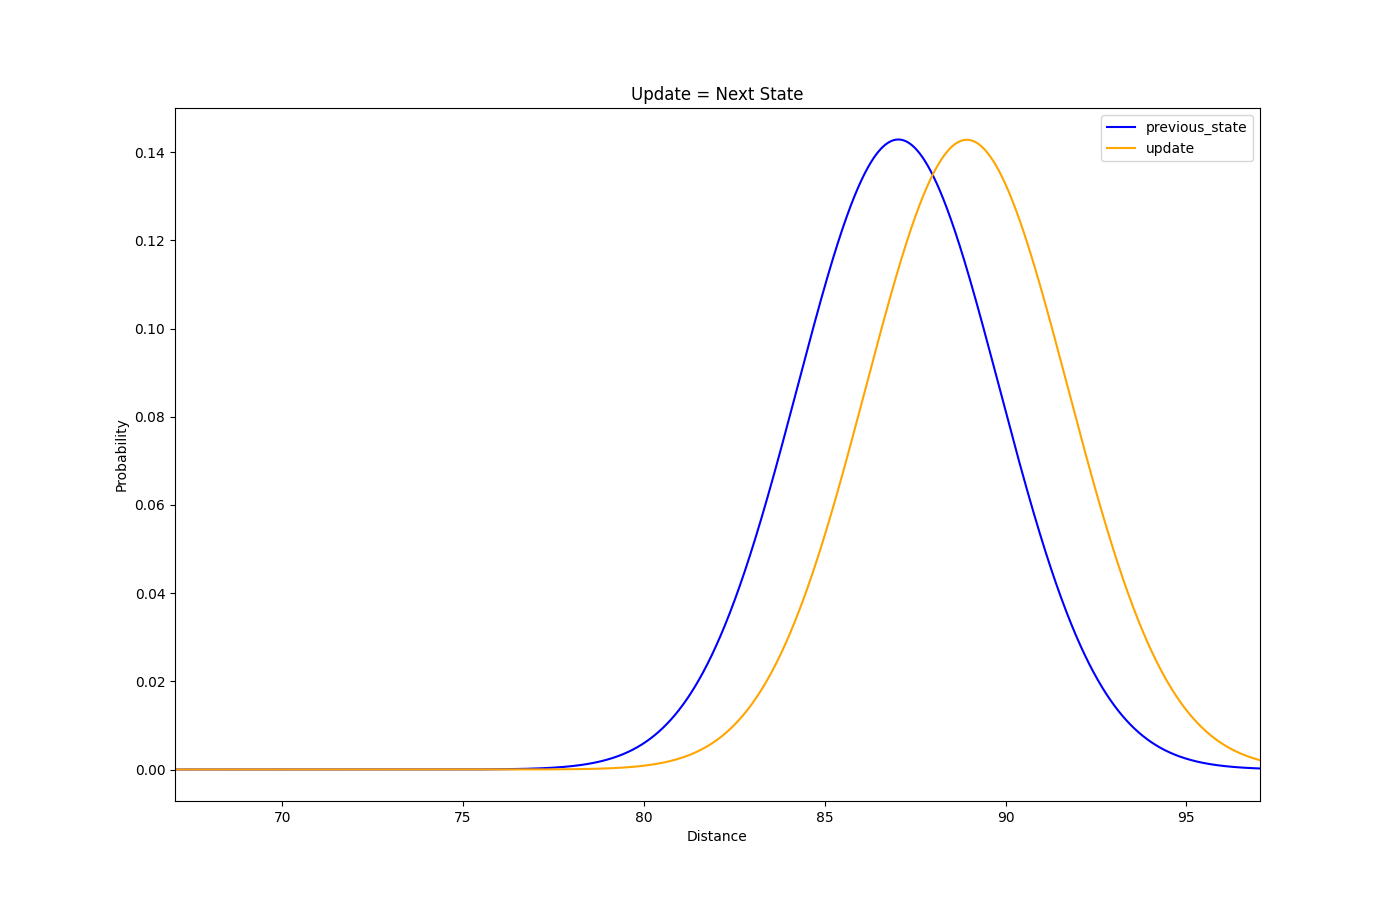 Update = Next State
previous_state
update
0.14
0.12
0.10
0.08
0.06
0.04
0.02
0.00
Probability
70 75 80 85 90 95
Distance